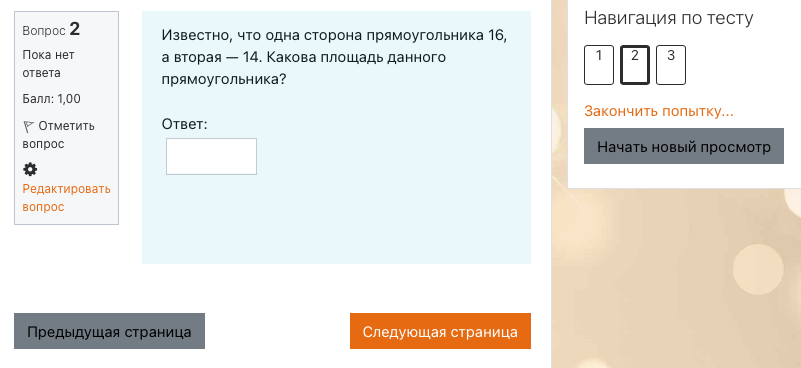 Вопрос 2
Пока нет
ответа
Балл: 1,00
Отметить
вопрос
Редактировать
вопрос
Известно, что одна сторона прямоугольника 16,
а вторая — 14. Какова площадь данного
прямоугольника?
Ответ:
Предыдущая страница
Следующая страница
Навигация по тесту
1 2 3
Закончить попытку...
Начать новый просмотр